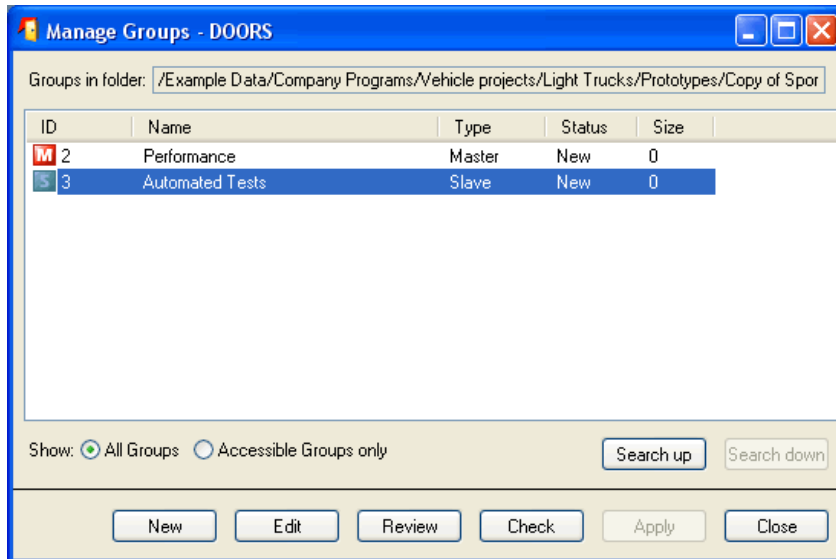 Manage Groups - DOORS
Groups in folder: /Example Data/Company Programs/Vehicle projects/Light Trucks/Prototypes/Copy of Spor
ID Name Type Status Size
M 2 Performance Master New 0
S 3 Automated Tests Slave New 0
Show: All Groups Accessible Groups only Search up Search down
New Edit Review Check Apply Close